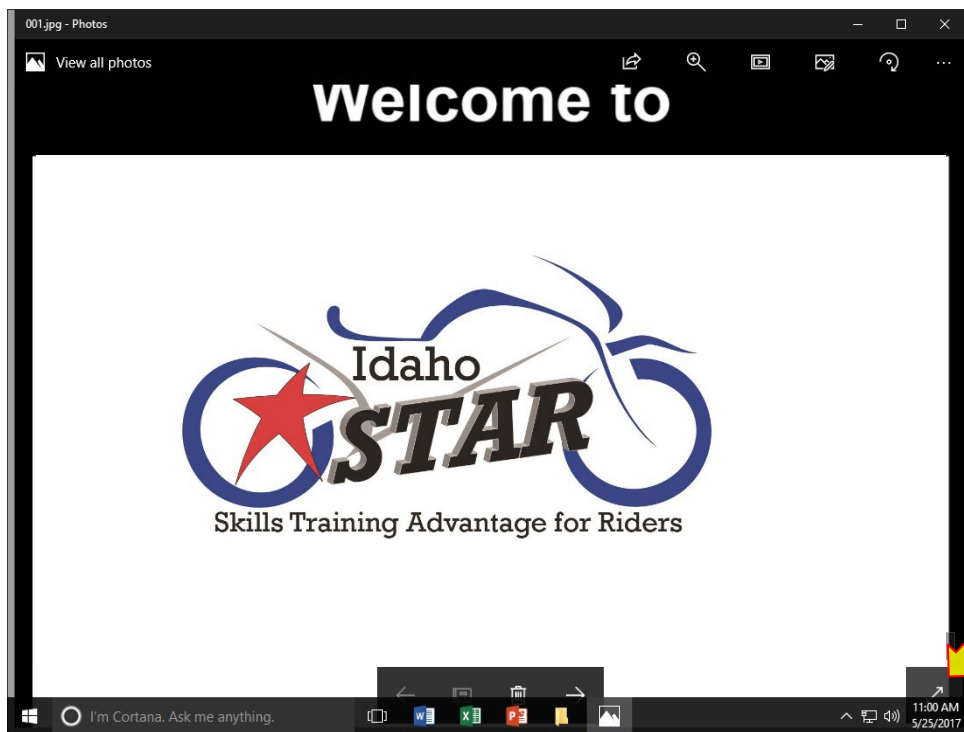 001.jpg - Photos
View all photos
Welcome to
Idaho
STAR
Skills Training Advantage for Riders
I'm Cortana. Ask me anything.
11:00 AM
5/25/2017